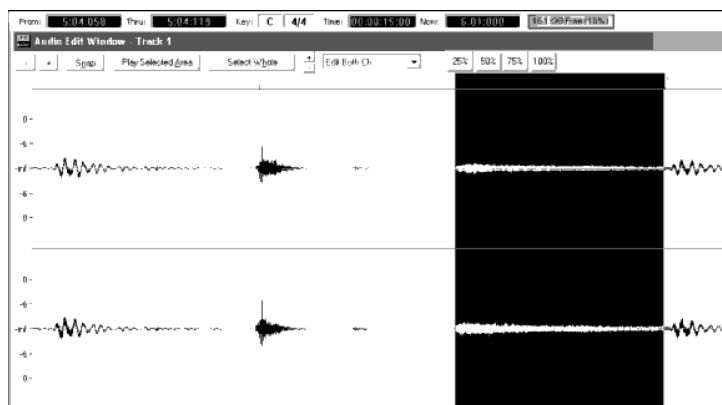 From: 5:04:058 Thru: 5:04:119 Key: C 4/4 Time: 00:00:15:00 Now: 6:01:000
Audio Edit Window - Track 1
Snap Play Selected Area Select Whole + - Edit Both Ch 25% 50% 75% 100%
0 -
-6 -
-Inf -
-6 -
0 -
0 -
-6 -
-Inf -
-6 -
0 -